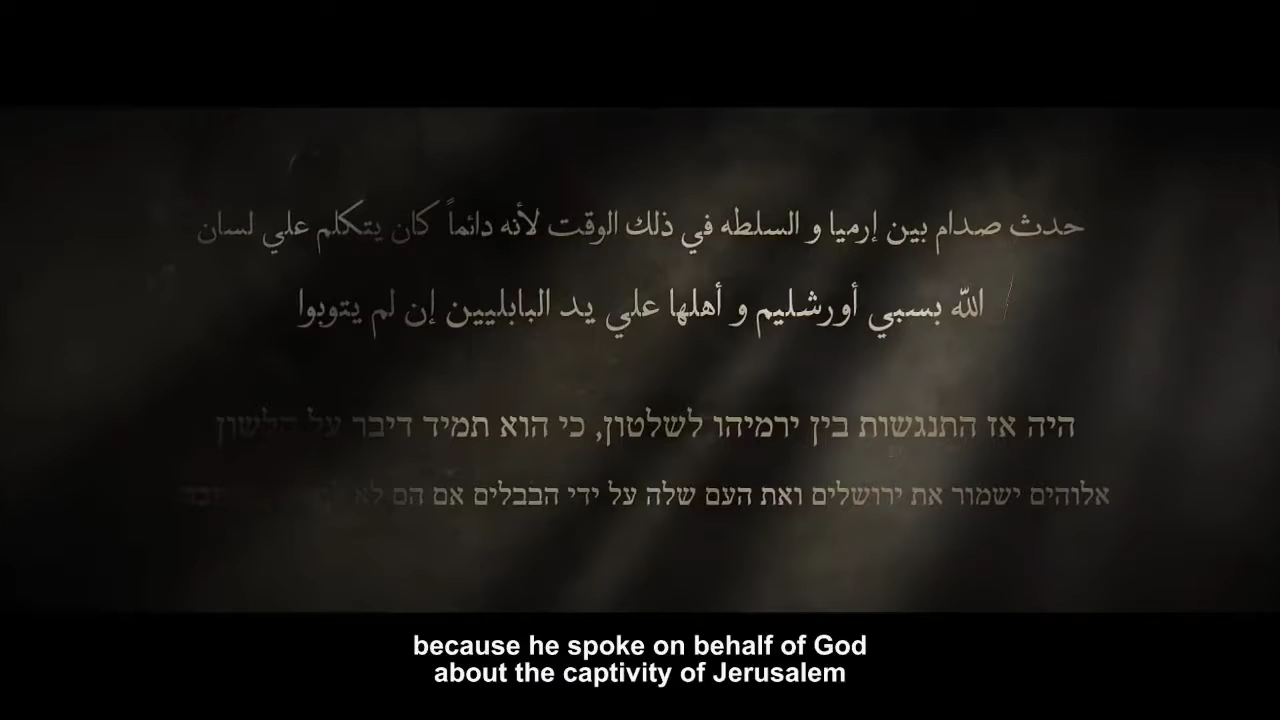 حدث صدام بين إرميا و السلطه في ذلك الوقت لأنه دائماً كان يتكلم علي لسان
الله بسبي أورشليم و أهلها علي يد البابليين إن لم يتوبوا
היה אז התנגשות בין ירמיהו לשלטון, כי הוא תמיד דיבר על
אלוהים ישמור את ירושלים ואת העם שלה על ידי הבבלים אם הם לא
because he spoke on behalf of God
about the captivity of Jerusalem